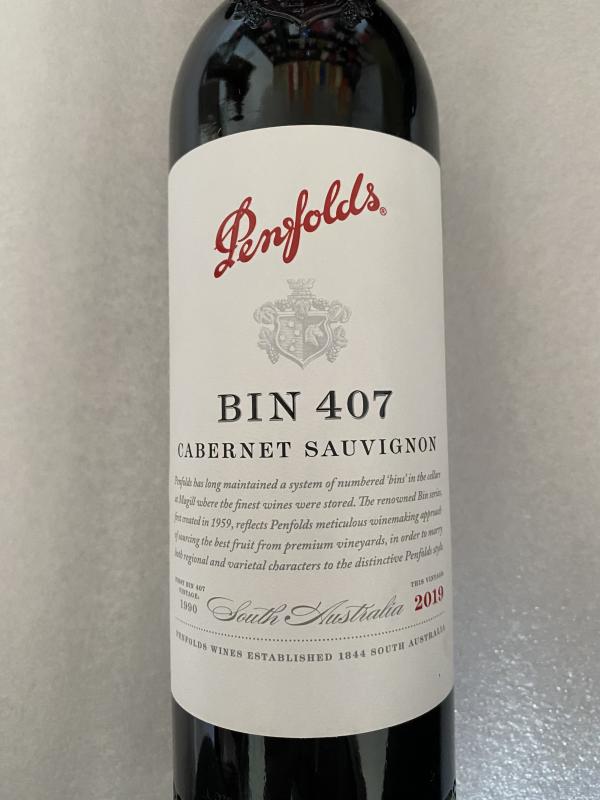 Penfolds®
BIN 407
CABERNET SAUVIGNON
Penfolds has long maintained a system of numbered 'bins' in the cellars
at Magill where the finest wines were stored. The renowned Bin series,
first created in 1959, reflects Penfolds meticulous winemaking approach
of sourcing the best fruit from premium vineyards, in order to marry
both regional and varietal characters to the distinctive Penfolds style.
FIRST BIN 407
VINTAGE:
1990
South Australia
THIS VINTAGE
2019
PENFOLDS WINES ESTABLISHED 1844 SOUTH AUSTRALIA